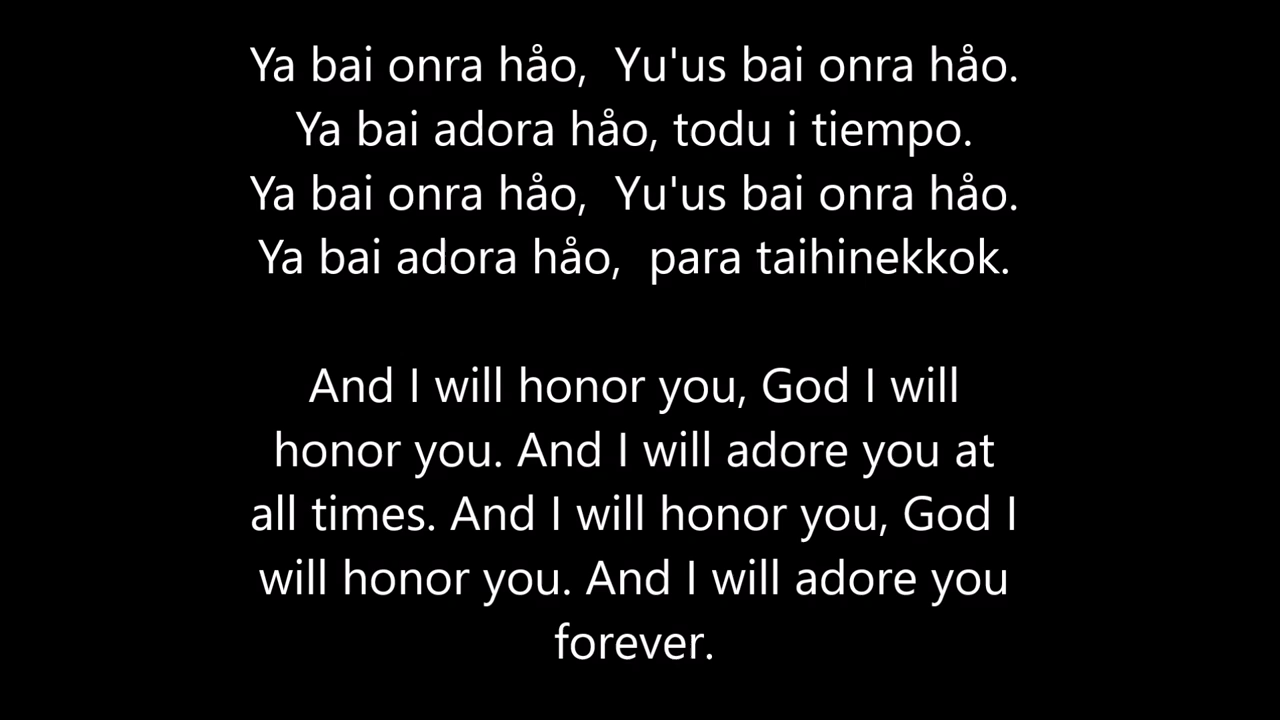 Ya bai onra håo,  Yu'us bai onra håo.
Ya bai adora håo, todu i tiempo.
Ya bai onra håo,  Yu'us bai onra håo.
Ya bai adora håo,  para taihinekkok.
And I will honor you, God I will
honor you. And I will adore you at
all times. And I will honor you, God I
will honor you. And I will adore you
forever.